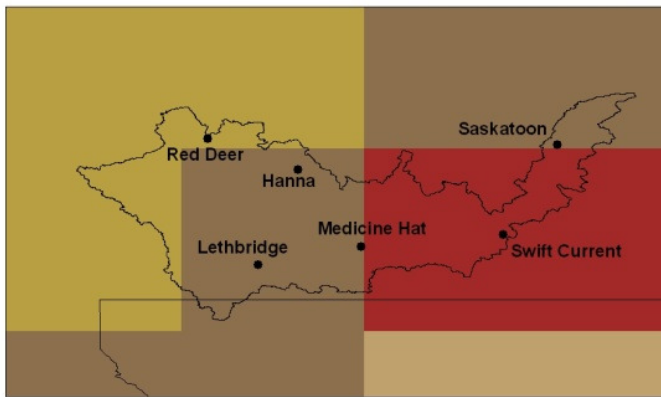 Saskatoon
Red Deer
Hanna
Medicine Hat
Lethbridge
Swift Current